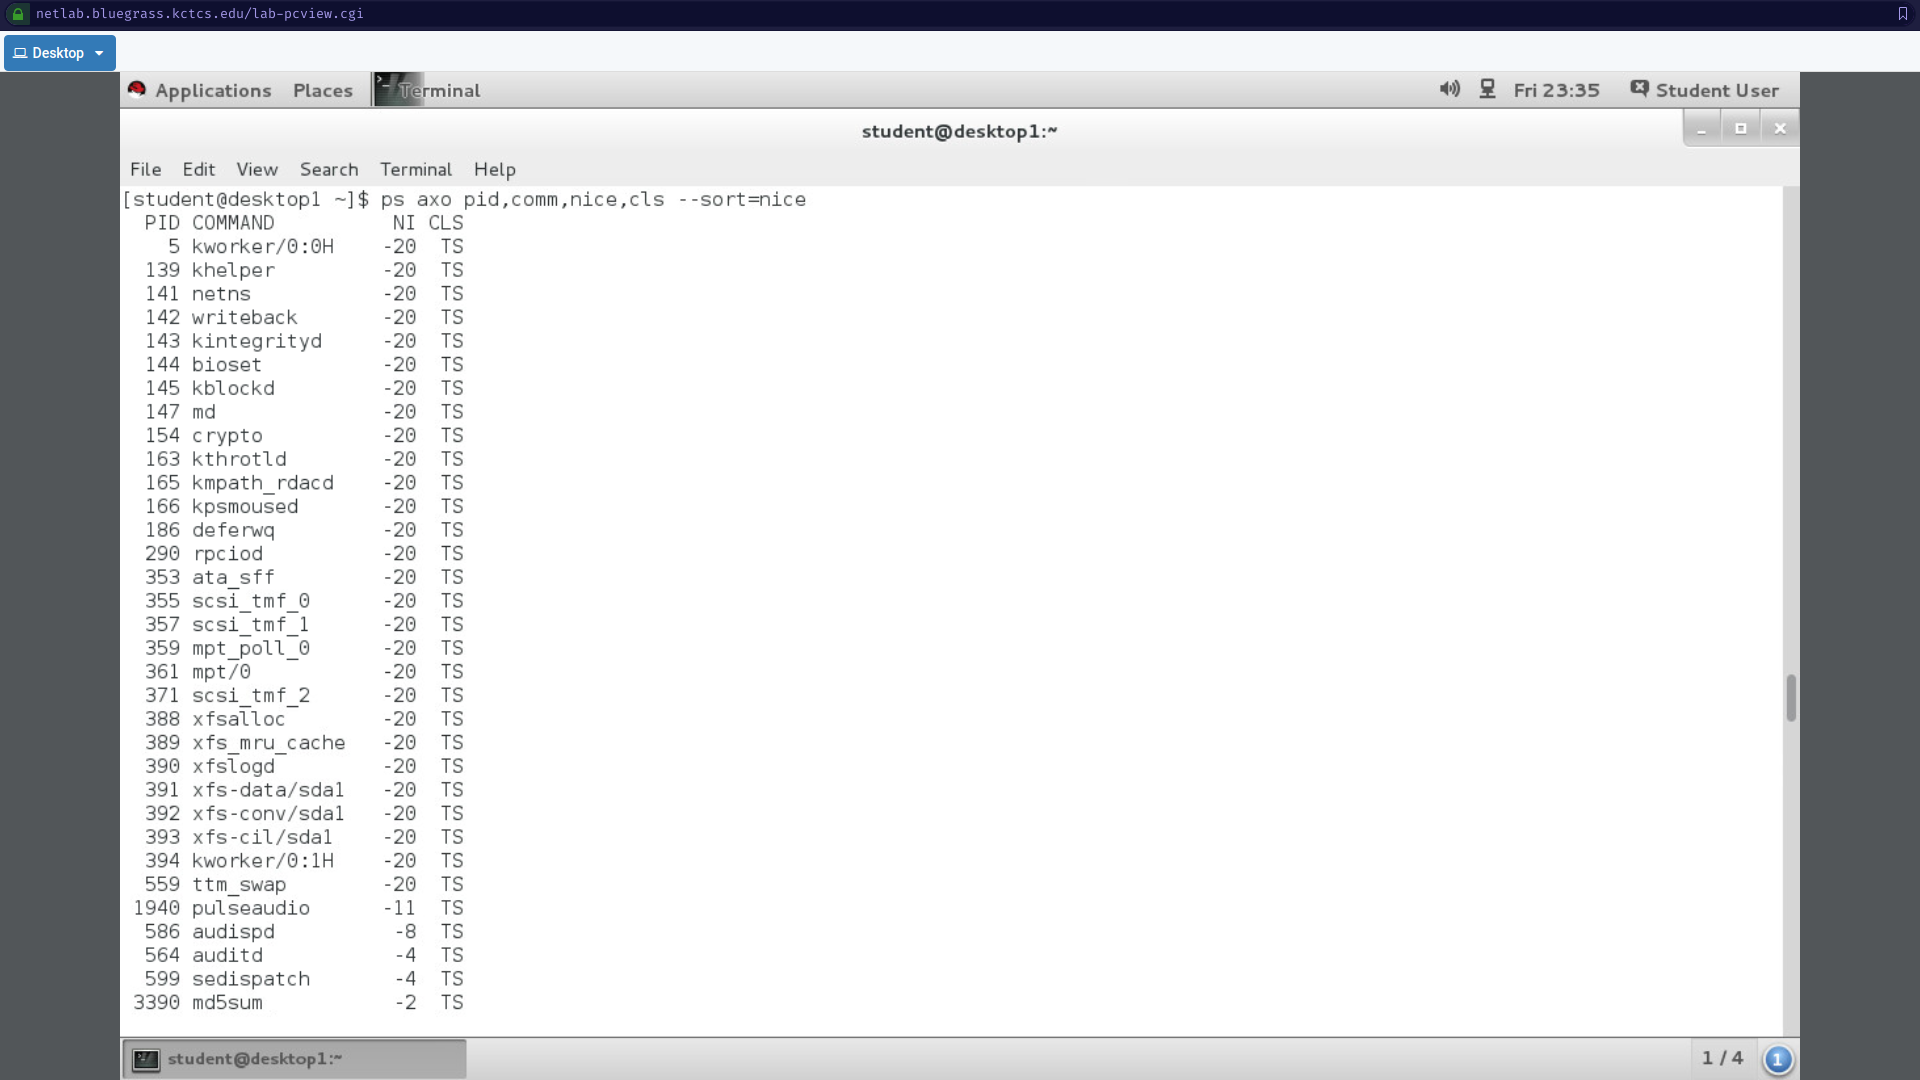 netlab.bluegrass.kctcs.edu/lab-pcview.cgi
Desktop
Applications Places Terminal Fri 23:35 Student User
student@desktop1:~
File Edit View Search Terminal Help
[student@desktop1 ~]$ ps axo pid,comm,nice,cls --sort=nice
PID COMMAND NI CLS
5 kworker/0:0H -20 TS
139 khelper -20 TS
141 netns -20 TS
142 writeback -20 TS
143 kintegrityd -20 TS
144 bioset -20 TS
145 kblockd -20 TS
147 md -20 TS
154 crypto -20 TS
163 kthrotld -20 TS
165 kmpath_rdacd -20 TS
166 kpsmoused -20 TS
186 deferwq -20 TS
290 rpciod -20 TS
353 ata_sff -20 TS
355 scsi_tmf_0 -20 TS
357 scsi_tmf_1 -20 TS
359 mpt_poll_0 -20 TS
361 mpt/0 -20 TS
371 scsi_tmf_2 -20 TS
388 xfsalloc -20 TS
389 xfs_mru_cache -20 TS
390 xfslogd -20 TS
391 xfs-data/sda1 -20 TS
392 xfs-conv/sda1 -20 TS
393 xfs-cil/sda1 -20 TS
394 kworker/0:1H -20 TS
559 ttm_swap -20 TS
1940 pulseaudio -11 TS
586 audispd -8 TS
564 auditd -4 TS
599 sedispatch -4 TS
3390 md5sum -2 TS
student@desktop1:~ 1 / 4 1